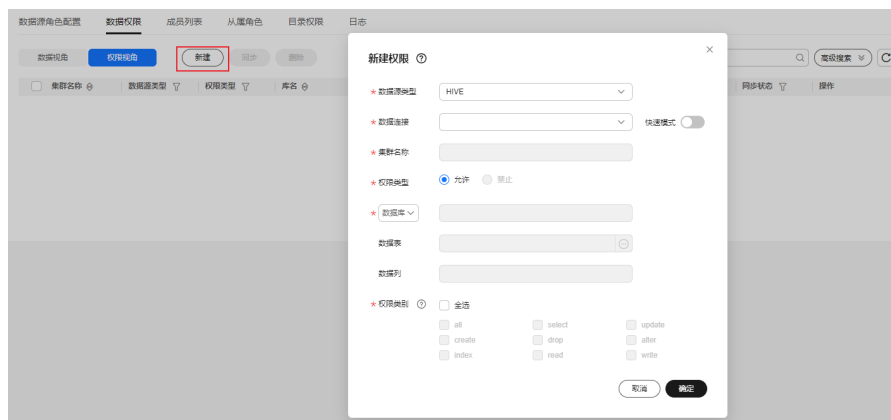 数据源角色配置 数据权限 成员列表 从属角色 目录权限 日志
数据视角 权限视角 新建 同步 删除 高级搜索
集群名称 数据源类型 权限类型 库名 同步状态 操作
新建权限
* 数据源类型 HIVE
* 数据连接 快速模式
* 集群名称
* 权限类型 允许 禁止
* 数据库
数据表
数据列
* 权限类别 全选
all select update
create drop alter
index read write
取消 确定